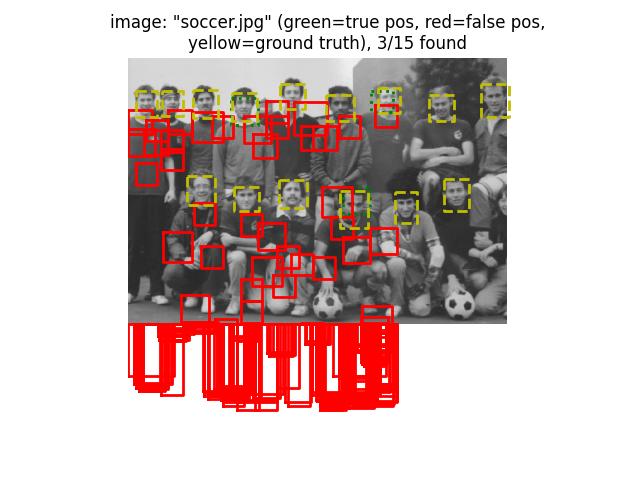 image: "soccer.jpg" (green=true pos, red=false pos,
yellow=ground truth), 3/15 found